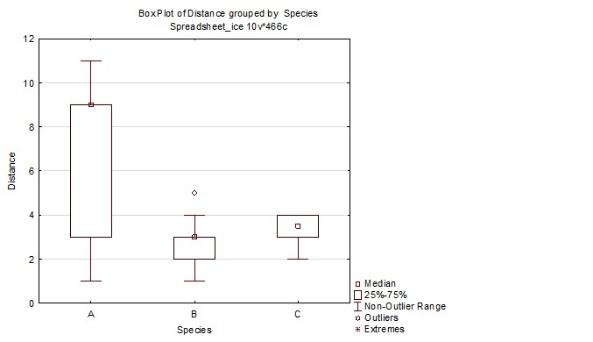 Box Plot of Distance grouped by Species
Spreadsheet_ice 10v*466c
12
10
8
6
4
2
0
Distance
A B C
Species
Median
25%-75%
Non-Outlier Range
Outliers
Extremes